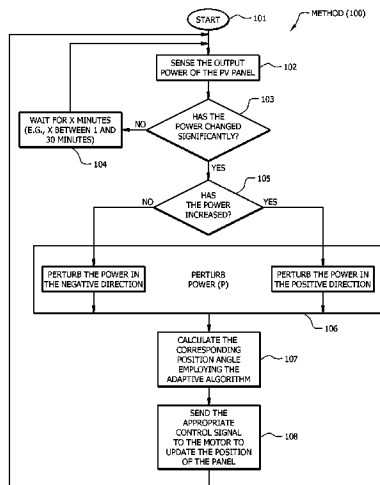 START
101
METHOD (100)
SENSE THE OUTPUT
POWER OF THE PV PANEL
102
HAS THE
POWER CHANGED
SIGNIFICANTLY?
103
NO
WAIT FOR X MINUTES
(E.G., X BETWEEN 1 AND
30 MINUTES)
104
YES
HAS
THE POWER
INCREASED?
105
NO
YES
PERTURB THE POWER IN
THE NEGATIVE DIRECTION
PERTURB
POWER (P)
PERTURB THE POWER IN
THE POSITIVE DIRECTION
106
CALCULATE THE
CORRESPONDING
POSITION ANGLE
EMPLOYING THE
ADAPTIVE ALGORITHM
107
SEND THE
APPROPRIATE
CONTROL SIGNAL
TO THE MOTOR TO
UPDATE THE POSITION
OF THE PANEL
108